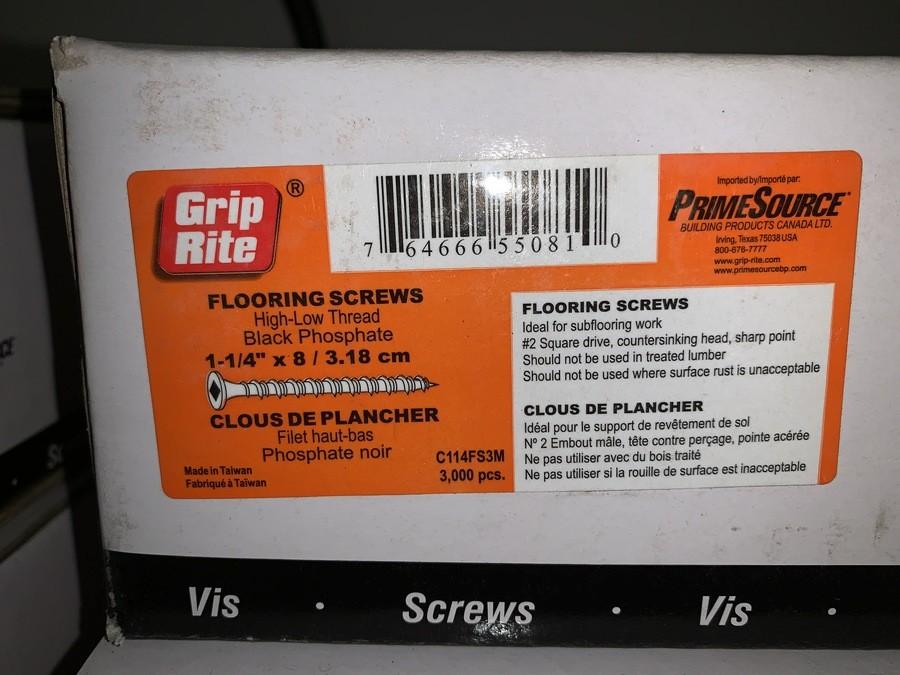 Grip
Rite
®
7 64666 55081 0
Imported by/Importé par:
PRIMESOURCE®
BUILDING PRODUCTS CANADA LTD.
Irving, Texas 75038 USA
800-676-7777
www.grip-rite.com
www.primesourcebp.com
FLOORING SCREWS
High-Low Thread
Black Phosphate
1-1/4" x 8 / 3.18 cm
CLOUS DE PLANCHER
Filet haut-bas
Phosphate noir
Made in Taiwan
Fabriqué à Taïwan
C114FS3M
3,000 pcs.
FLOORING SCREWS
Ideal for subflooring work
#2 Square drive, countersinking head, sharp point
Should not be used in treated lumber
Should not be used where surface rust is unacceptable
CLOUS DE PLANCHER
Idéal pour le support de revêtement de sol
Nº 2 Embout mâle, tête contre perçage, pointe acérée
Ne pas utiliser avec du bois traité
Ne pas utiliser si la rouille de surface est inacceptable
Vis • Screws • Vis •